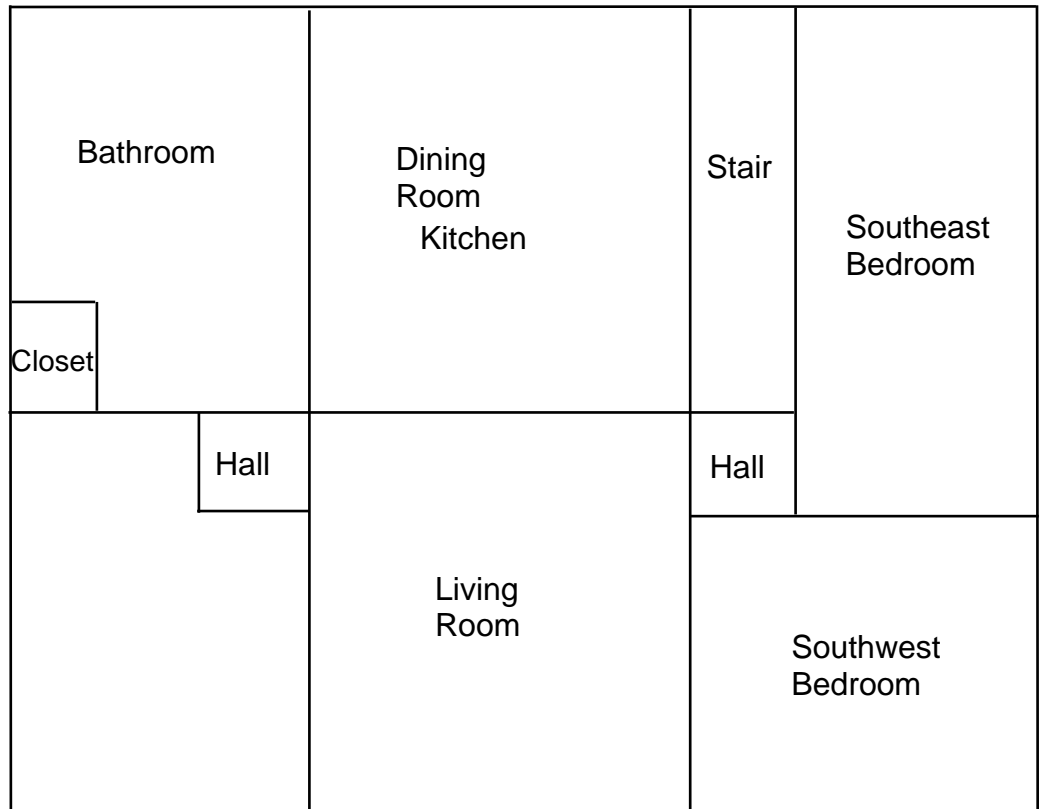 Bathroom
Dining
Room
Kitchen
Stair
Southeast
Bedroom
Closet
Hall
Hall
Living
Room
Southwest
Bedroom